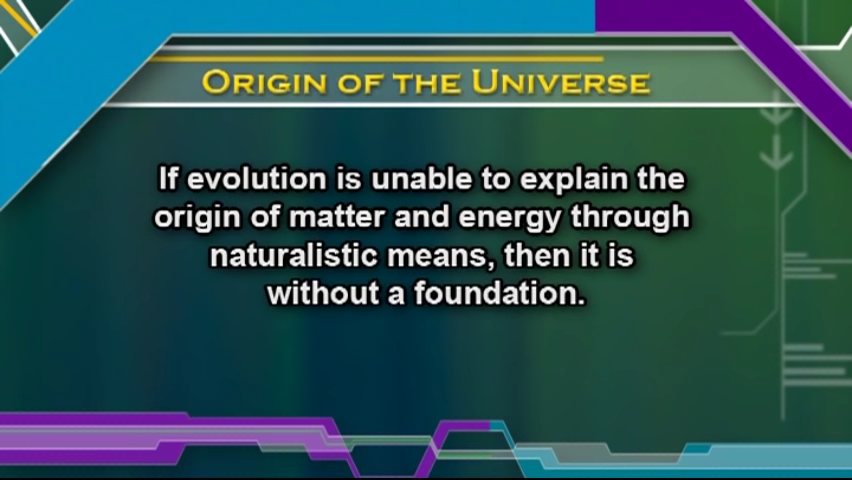 Origin of the Universe
If evolution is unable to explain the
origin of matter and energy through
naturalistic means, then it is
without a foundation.